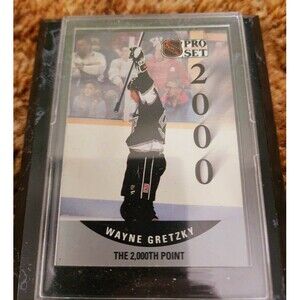 PRO
SET
2000
WAYNE GRETZKY
THE 2,000TH POINT